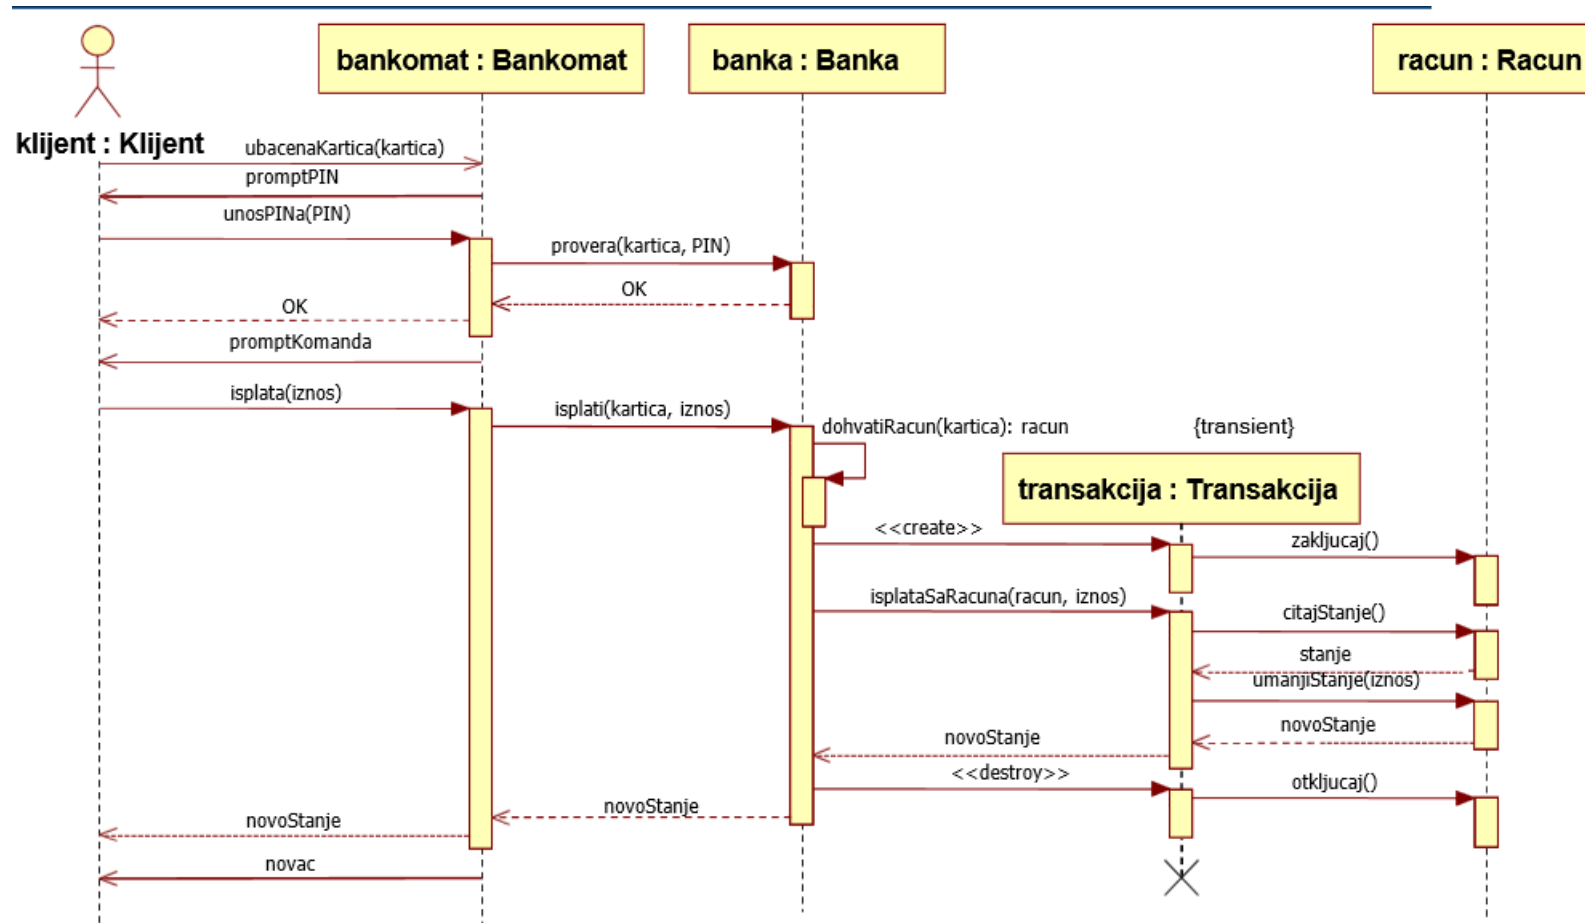 bankomat : Bankomat
banka : Banka
racun : Racun
klijent : Klijent
ubacenaKartica(kartica)
promptPIN
unosPINa(PIN)
provera(kartica, PIN)
OK
OK
promptKomanda
isplata(iznos)
isplati(kartica, iznos)
dohvatiRacun(kartica): racun
{transient}
transakcija : Transakcija
<<create>>
zakljucaj()
isplataSaRacuna(racun, iznos)
citajStanje()
stanje
umanjiStanje(iznos)
novoStanje
novoStanje
<<destroy>>
otkljucaj()
novoStanje
novoStanje
novac